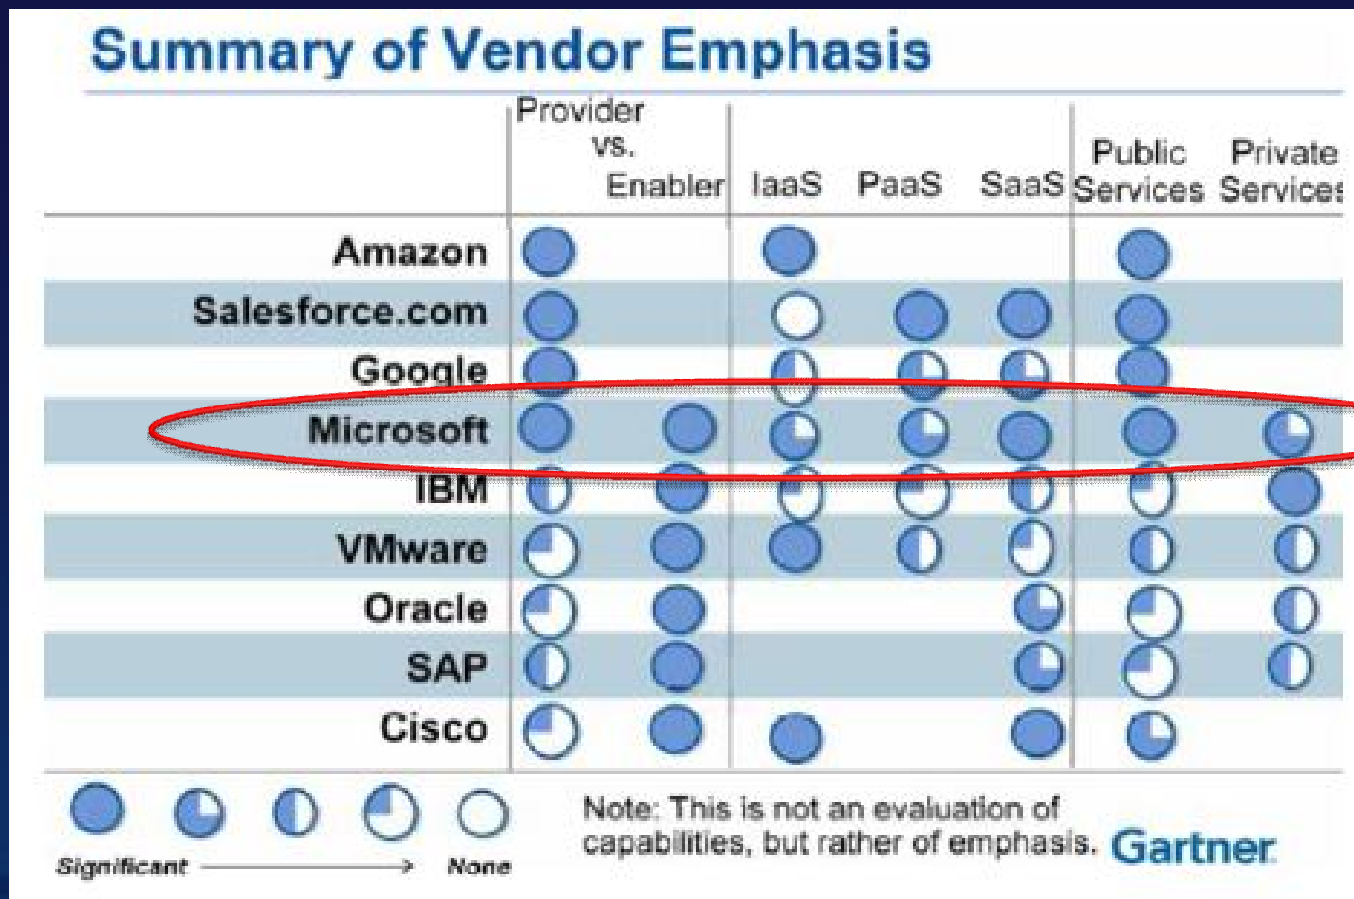 Summary of Vendor Emphasis
Provider
vs.
Enabler
IaaS PaaS SaaS
Public
Services
Private
Services
Amazon
Salesforce.com
Google
Microsoft
IBM
VMware
Oracle
SAP
Cisco
Significant
None
Note: This is not an evaluation of
capabilities, but rather of emphasis.
Gartner